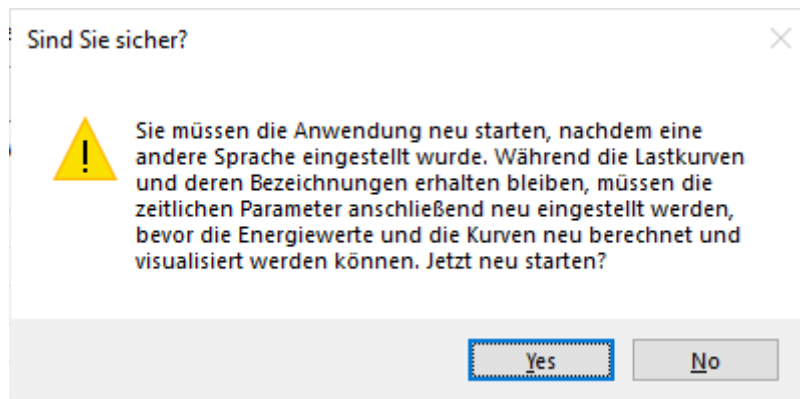 Sind Sie sicher?
Sie müssen die Anwendung neu starten, nachdem eine
andere Sprache eingestellt wurde. Während die Lastkurven
und deren Bezeichnungen erhalten bleiben, müssen die
zeitlichen Parameter anschließend neu eingestellt werden,
bevor die Energiewerte und die Kurven neu berechnet und
visualisiert werden können. Jetzt neu starten?
Yes No